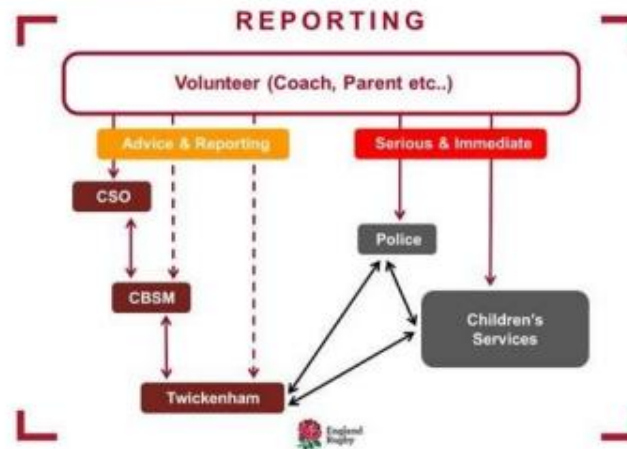 REPORTING
Volunteer (Coach, Parent etc..)
Advice & Reporting
Serious & Immediate
CSO
Police
CBSM
Children's
Services
Twickenham
England
Rugby